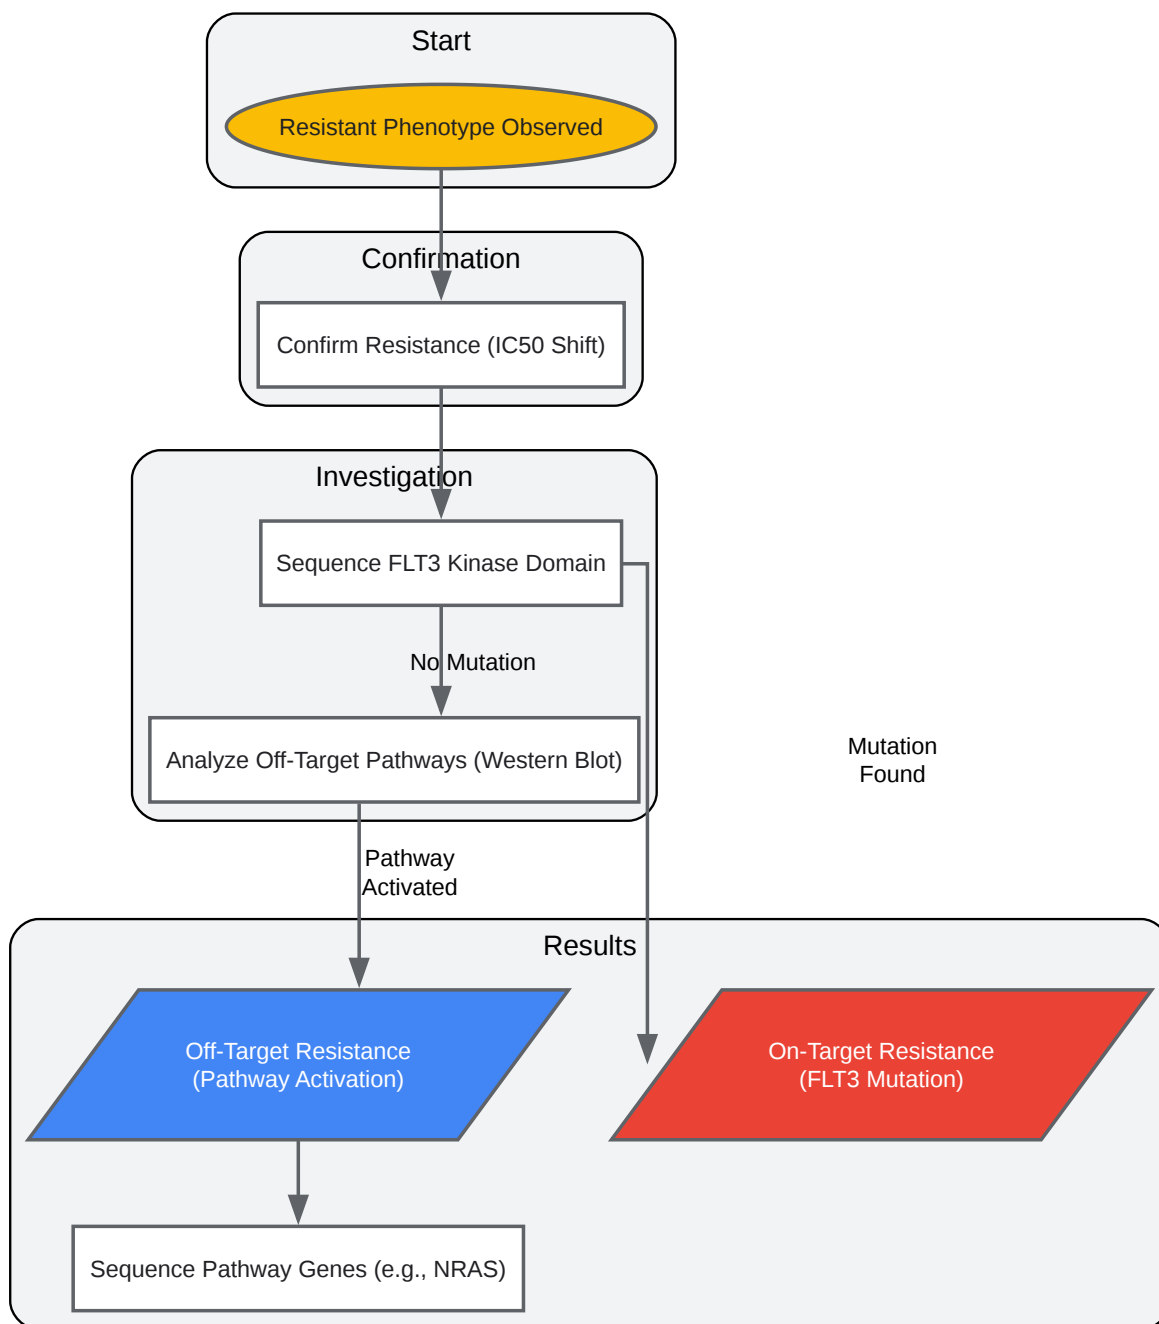 Start
Resistant Phenotype Observed
Confirmation
Confirm Resistance (IC50 Shift)
Investigation
Sequence FLT3 Kinase Domain
No Mutation
Analyze Off-Target Pathways (Western Blot)
Mutation
Found
Pathway
Activated
Results
Off-Target Resistance
(Pathway Activation)
On-Target Resistance
(FLT3 Mutation)
Sequence Pathway Genes (e.g., NRAS)